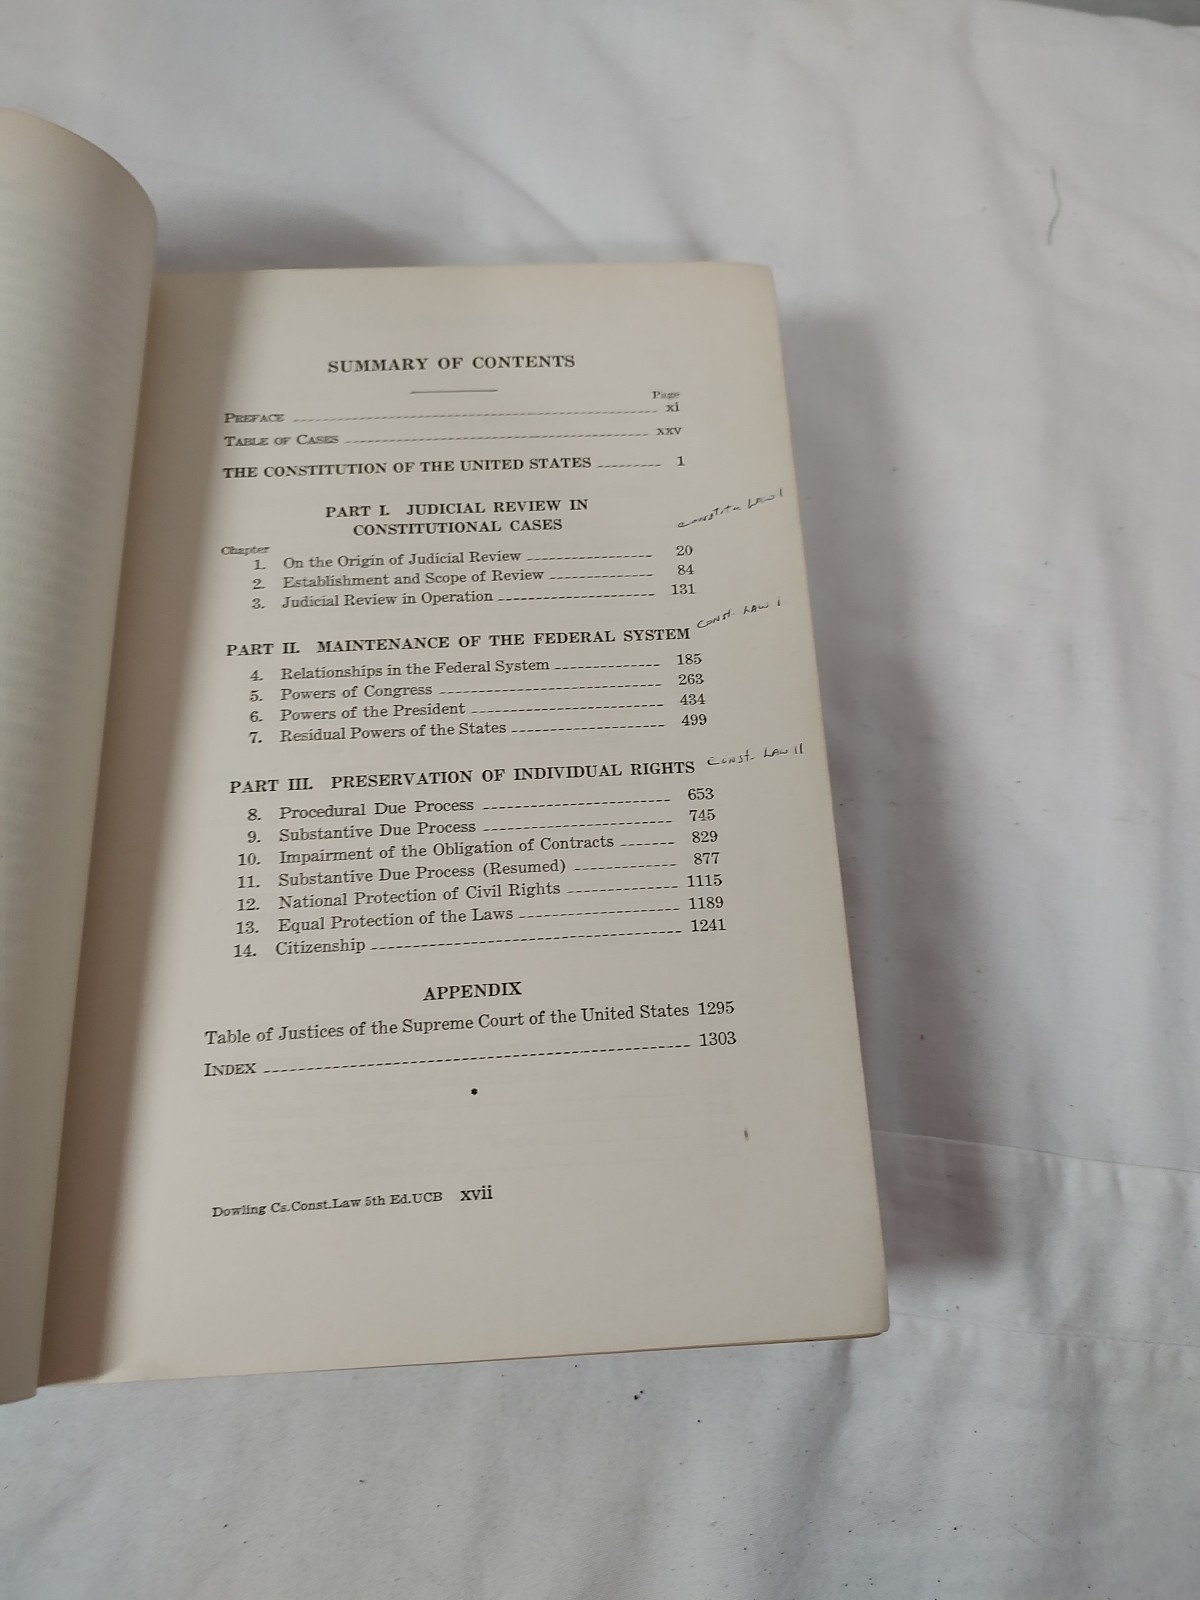 SUMMARY OF CONTENTS
Page
PREFACE xi
TABLE OF CASES xxv
THE CONSTITUTION OF THE UNITED STATES 1
PART I. JUDICIAL REVIEW IN
CONSTITUTIONAL CASES
Constitu LAW I
Chapter
1. On the Origin of Judicial Review 20
2. Establishment and Scope of Review 84
3. Judicial Review in Operation 131
PART II. MAINTENANCE OF THE FEDERAL SYSTEM Const- LAW I
4. Relationships in the Federal System 185
5. Powers of Congress 263
6. Powers of the President 434
7. Residual Powers of the States 499
PART III. PRESERVATION OF INDIVIDUAL RIGHTS Const- LAW II
8. Procedural Due Process 653
9. Substantive Due Process 745
10. Impairment of the Obligation of Contracts 829
11. Substantive Due Process (Resumed) 877
12. National Protection of Civil Rights 1115
13. Equal Protection of the Laws 1189
14. Citizenship 1241
APPENDIX
Table of Justices of the Supreme Court of the United States 1295
INDEX 1303
*
Dowling Cs.Const.Law 5th Ed.UCB xvii